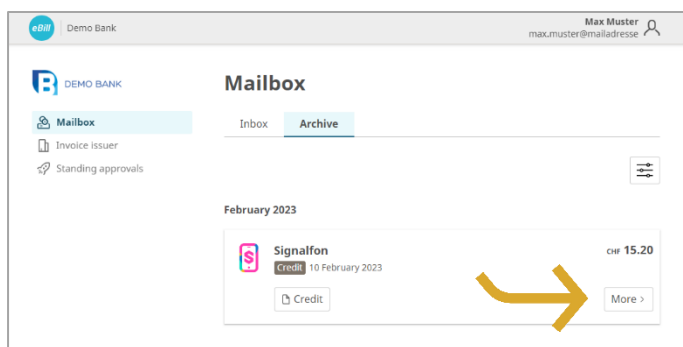 eBill Demo Bank
Max Muster
max.muster@mailadresse
B DEMO BANK
Mailbox
Invoice issuer
Standing approvals
Mailbox
Inbox Archive
February 2023
Signalfon CHF 15.20
Credit 10 February 2023
Credit More >